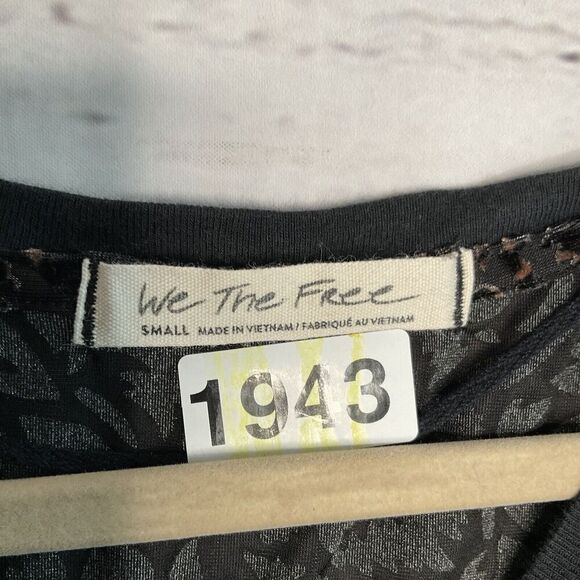 We The Free
SMALL MADE IN VIETNAM / FABRIQUÉ AU VIETNAM
1943